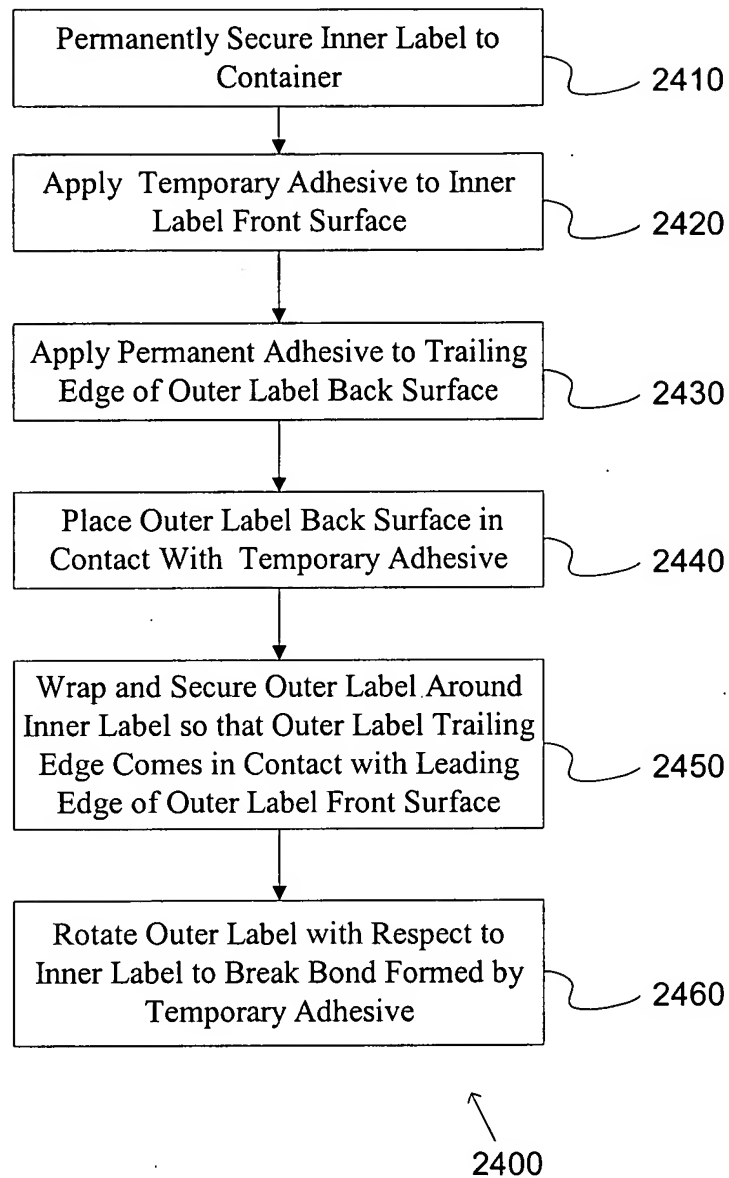 Permanently Secure Inner Label to
Container
2410
Apply Temporary Adhesive to Inner
Label Front Surface
2420
Apply Permanent Adhesive to Trailing
Edge of Outer Label Back Surface
2430
Place Outer Label Back Surface in
Contact With Temporary Adhesive
2440
Wrap and Secure Outer Label Around
Inner Label so that Outer Label Trailing
Edge Comes in Contact with Leading
Edge of Outer Label Front Surface
2450
Rotate Outer Label with Respect to
Inner Label to Break Bond Formed by
Temporary Adhesive
2460
2400